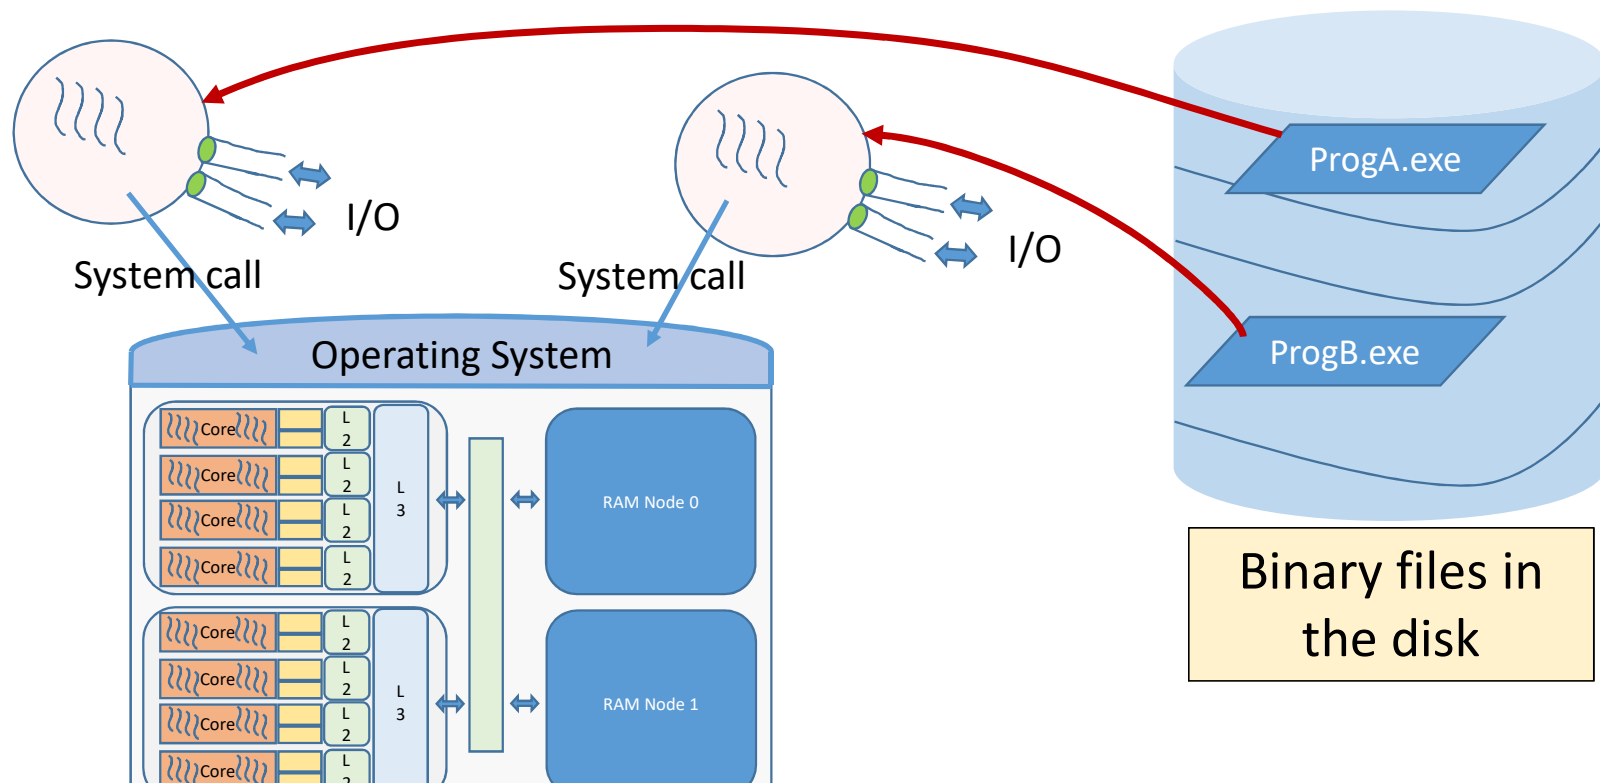 ProgA.exe
I/O
I/O
System call
System call
Operating System
ProgB.exe
Core
L
2
Core
L
2
Core
L
2
Core
L
2
L
3
RAM Node 0
Binary files in
the disk
Core
L
2
Core
L
2
Core
L
2
Core
L
2
L
3
RAM Node 1